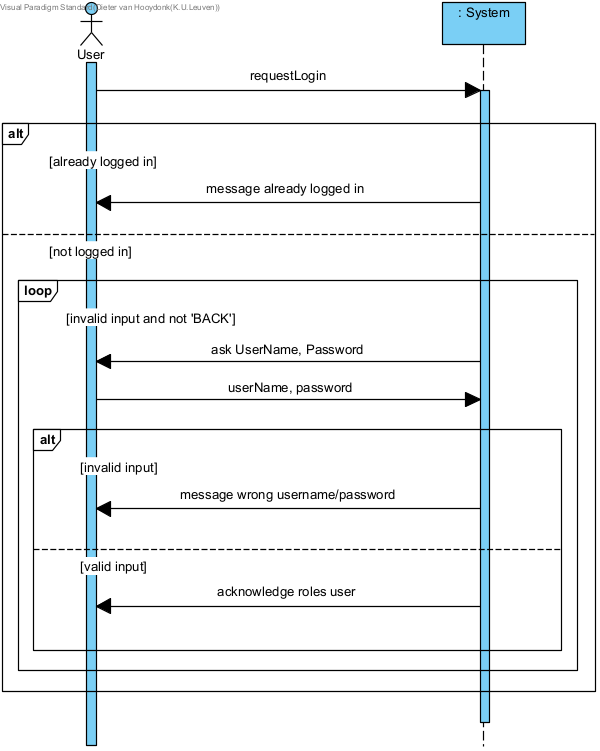 Visual Paradigm Standard(Dieter van Hooydonk(K.U.Leuven))
: System
User
requestLogin
alt
[already logged in]
message already logged in
[not logged in]
loop
[invalid input and not 'BACK']
ask UserName, Password
userName, password
alt
[invalid input]
message wrong username/password
[valid input]
acknowledge roles user